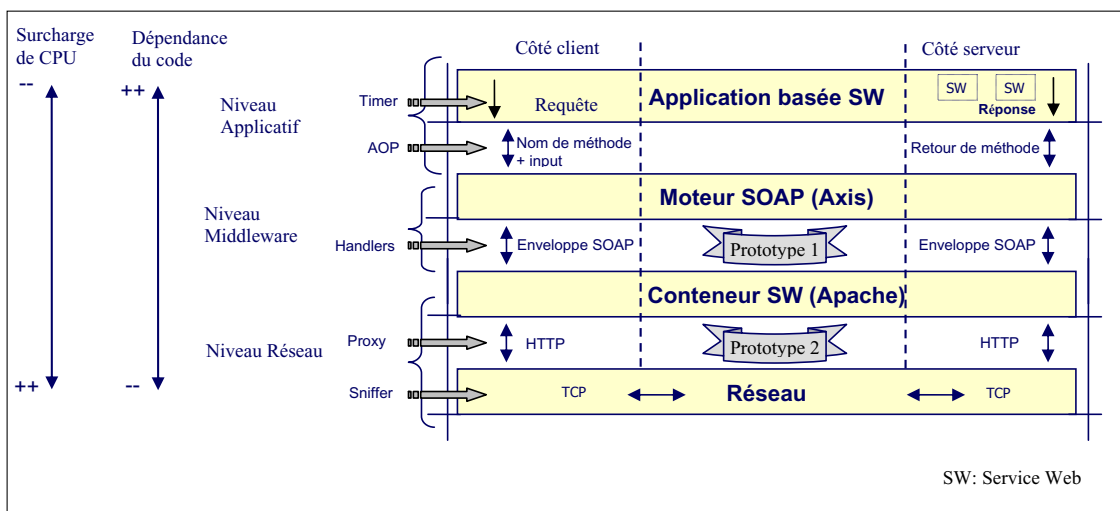 Surcharge
de CPU
Dépendance
du code
Côté client
Côté serveur
--
++
Niveau
Applicatif
Timer
Requête
Application basée SW
SW
SW
Réponse
AOP
Nom de méthode
+ input
Retour de méthode
Niveau
Middleware
Moteur SOAP (Axis)
Handlers
Enveloppe SOAP
Prototype 1
Enveloppe SOAP
Conteneur SW (Apache)
Niveau Réseau
Proxy
HTTP
Prototype 2
HTTP
++
--
Sniffer
TCP
Réseau
TCP
SW: Service Web